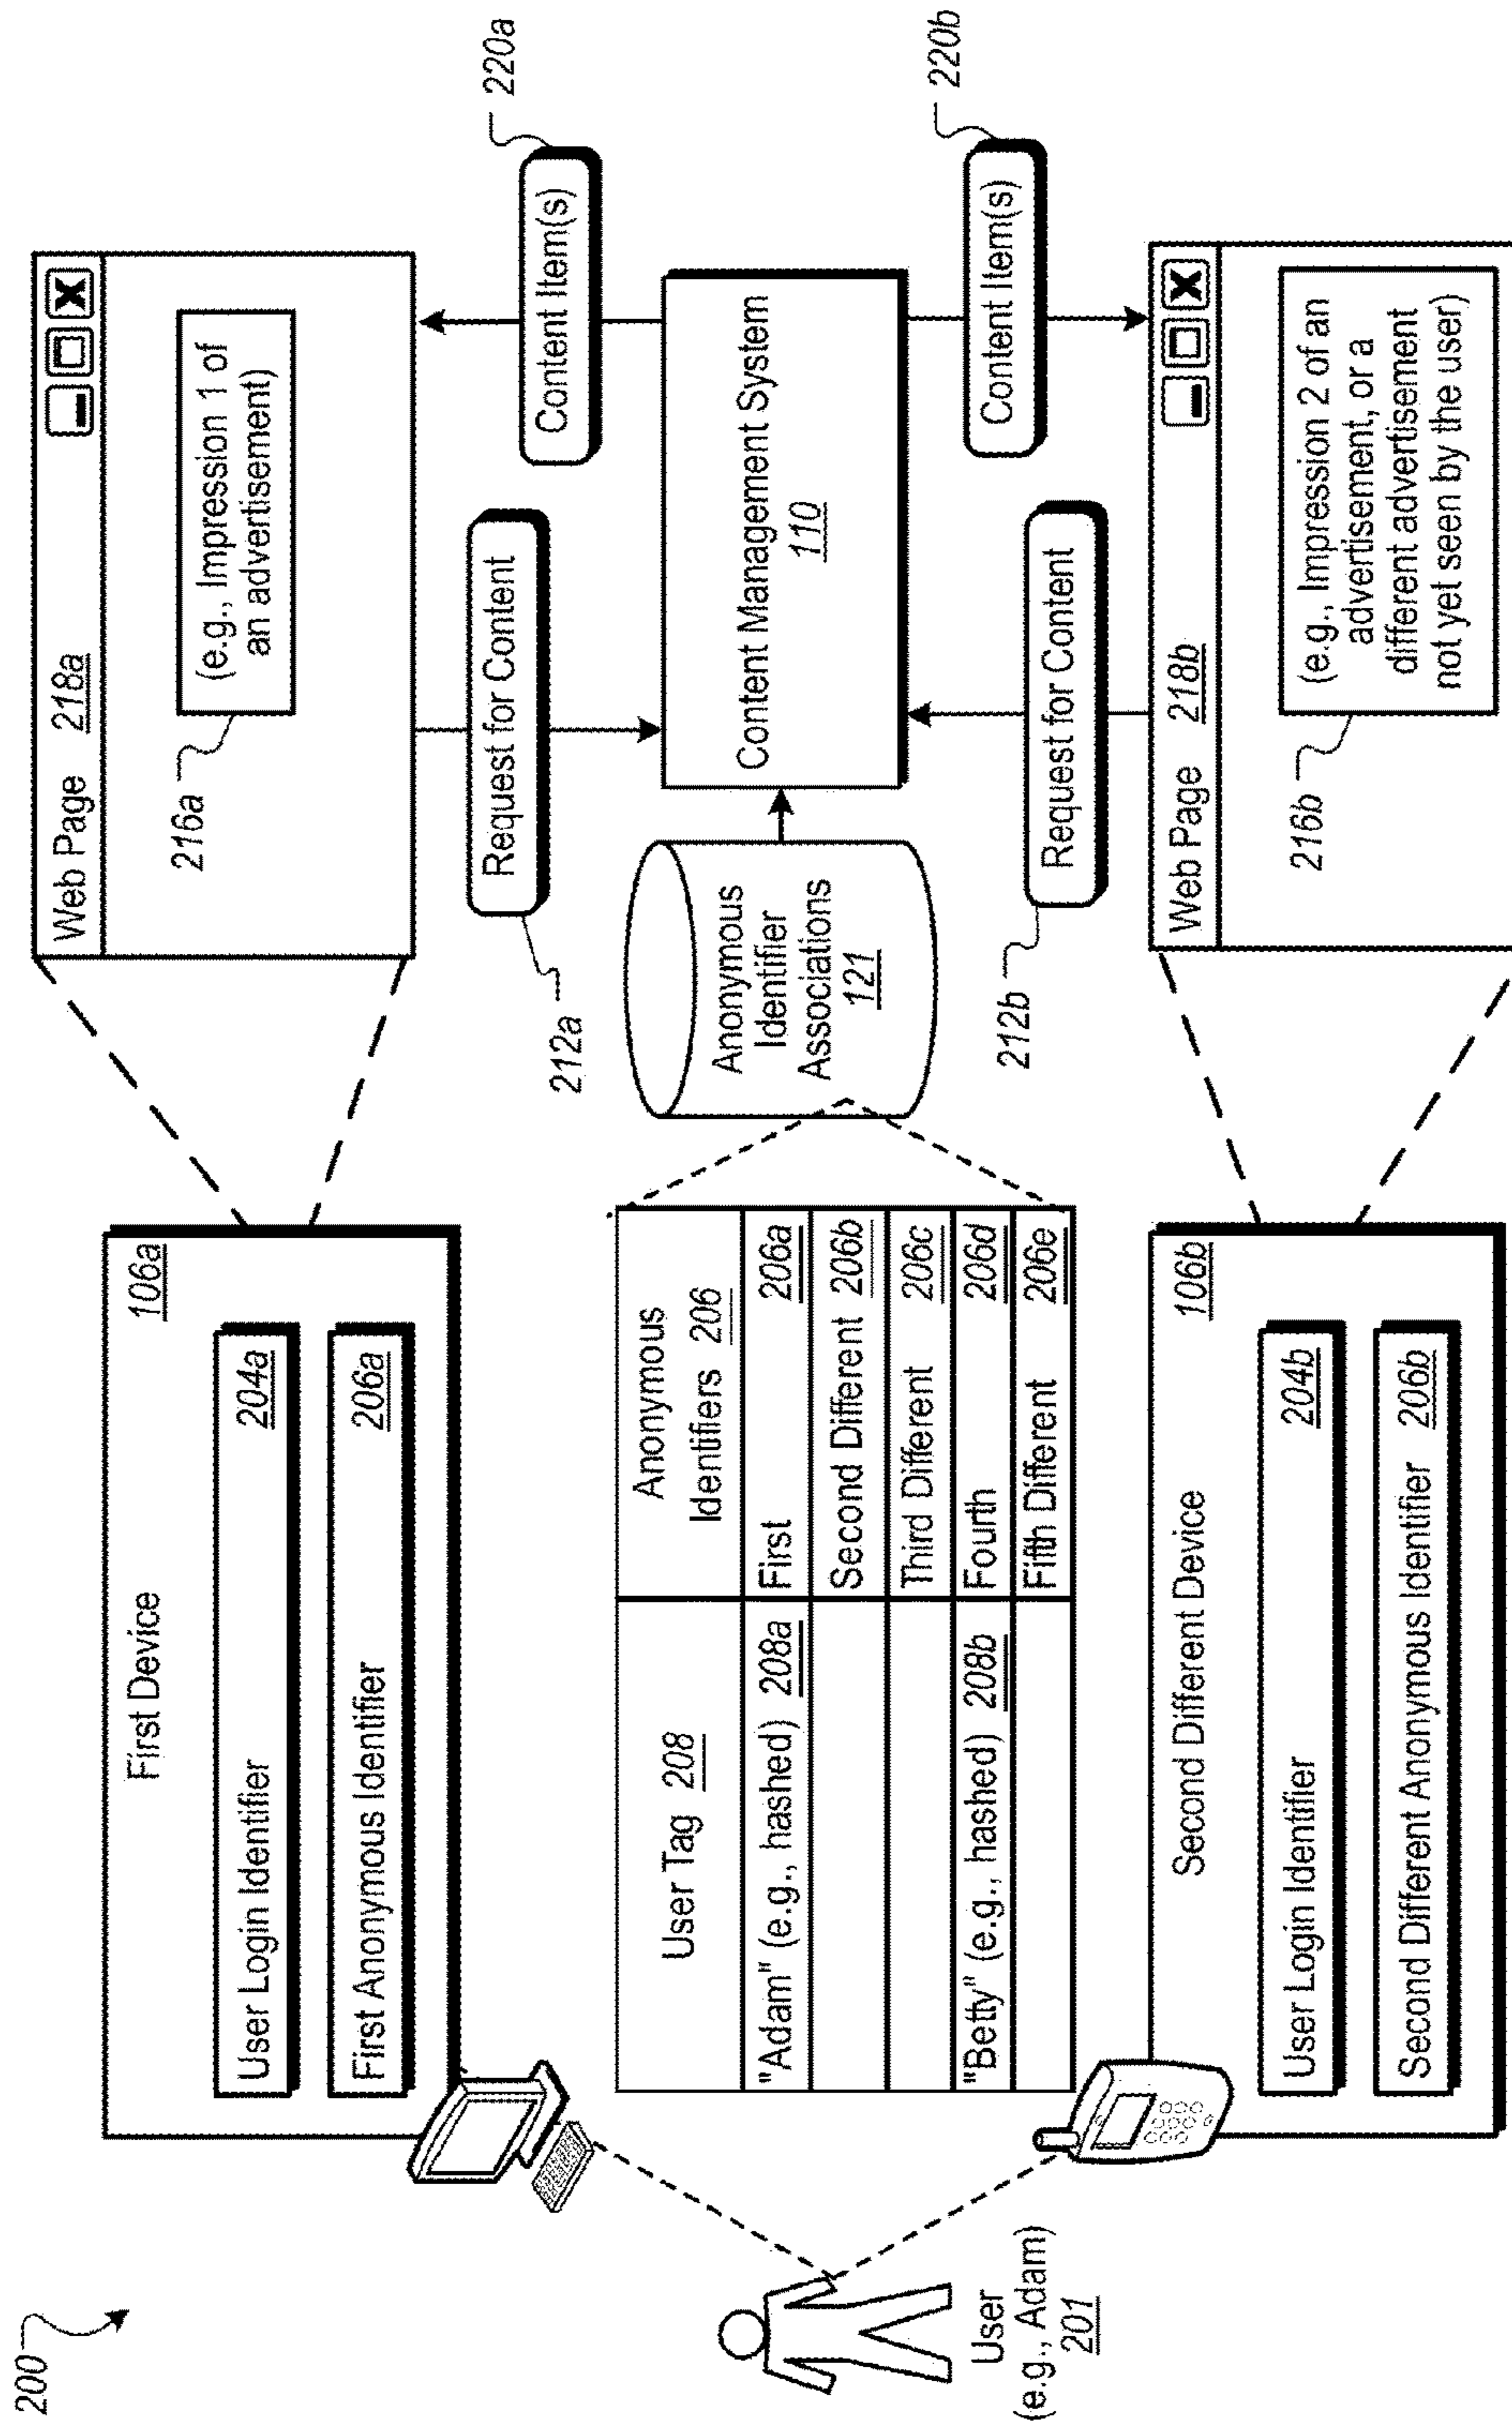 200
First Device
106a
User Login Identifier 204a
First Anonymous Identifier 206a
Web Page 218a
216a
(e.g., Impression 1 of
an advertisement)
212a
Request for Content
Content Item(s)
220a
User
(e.g., Adam)
201
User Tag 208
Anonymous
Identifiers 206
"Adam" (e.g., hashed) 208a
First 206a
Second Different 206b
Third Different 206c
"Betty" (e.g., hashed) 208b
Fourth 206d
Fifth Different 206e
Anonymous
Identifier
Associations
121
Content Management System
110
212b
Request for Content
Content Item(s)
220b
Second Different Device
106b
User Login Identifier 204b
Second Different Anonymous Identifier 206b
Web Page 218b
216b
(e.g., Impression 2 of an
advertisement, or a
different advertisement
not yet seen by the user)